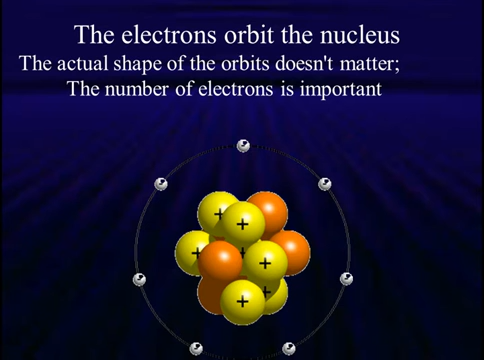 The electrons orbit the nucleus
The actual shape of the orbits doesn't matter;
The number of electrons is important
+
+
+
+
+
+